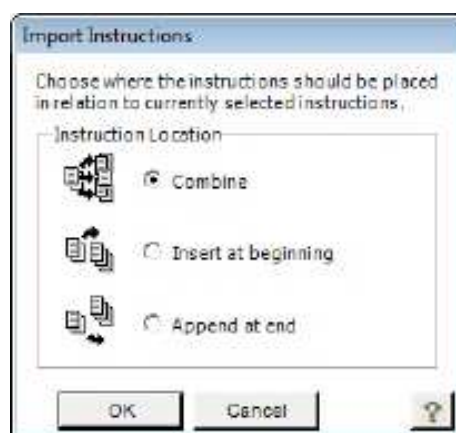 Import Instructions
Choose where the instructions should be placed
in relation to currently selected instructions.
Instruction Location
Combine
Insert at beginning
Append at end
OK
Cancel
?